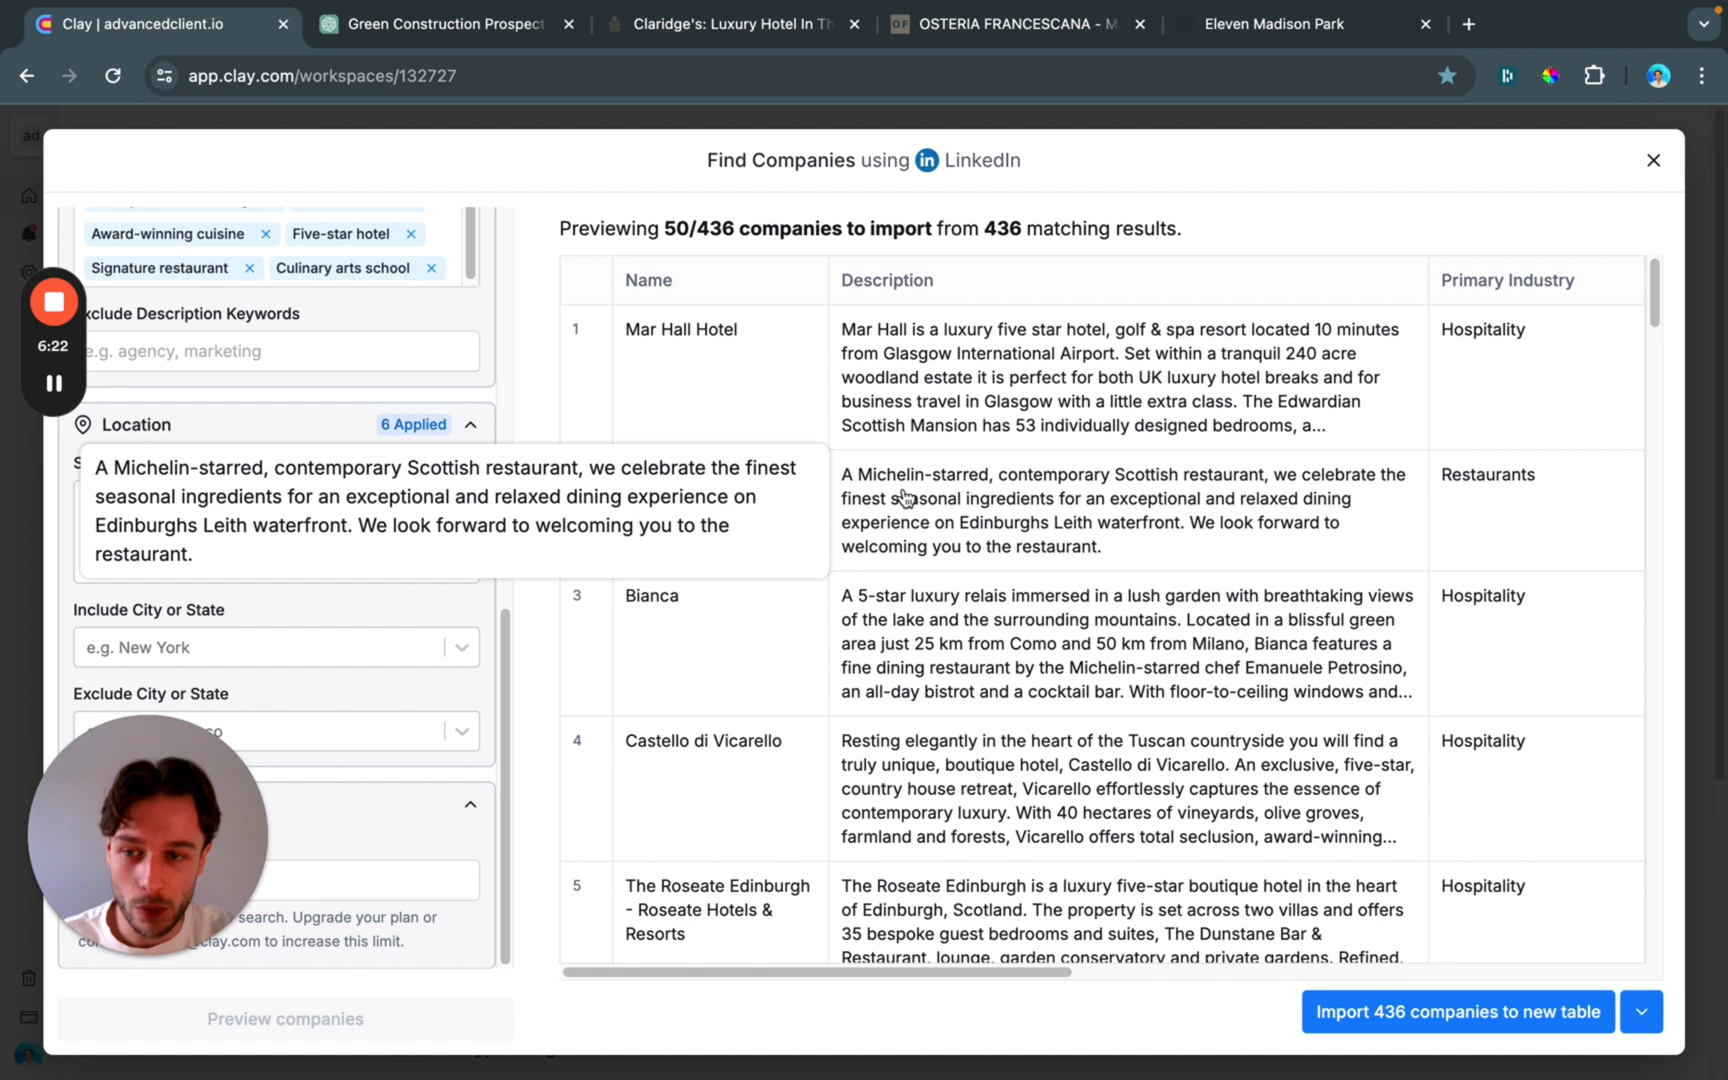 Clay | advancedclient.io
Green Construction Prospect
Claridge's: Luxury Hotel In Th
OF
OSTERIA FRANCESCANA - M
Eleven Madison Park
app.clay.com/workspaces/132727
ad
Find Companies using in LinkedIn
Award-winning cuisine
Five-star hotel
Signature restaurant
Culinary arts school
xclude Description Keywords
e.g. agency, marketing
6:22
Location
6 Applied
A Michelin-starred, contemporary Scottish restaurant, we celebrate the finest
seasonal ingredients for an exceptional and relaxed dining experience on
Edinburghs Leith waterfront. We look forward to welcoming you to the
restaurant.
Include City or State
e.g. New York
Exclude City or State
search. Upgrade your plan or
clay.com to increase this limit.
Preview companies
Previewing 50/436 companies to import from 436 matching results.
Name
Description
Primary Industry
1
Mar Hall Hotel
Mar Hall is a luxury five star hotel, golf & spa resort located 10 minutes
from Glasgow International Airport. Set within a tranquil 240 acre
woodland estate it is perfect for both UK luxury hotel breaks and for
business travel in Glasgow with a little extra class. The Edwardian
Scottish Mansion has 53 individually designed bedrooms, a...
Hospitality
A Michelin-starred, contemporary Scottish restaurant, we celebrate the
finest seasonal ingredients for an exceptional and relaxed dining
experience on Edinburghs Leith waterfront. We look forward to
welcoming you to the restaurant.
Restaurants
3
Bianca
A 5-star luxury relais immersed in a lush garden with breathtaking views
of the lake and the surrounding mountains. Located in a blissful green
area just 25 km from Como and 50 km from Milano, Bianca features a
fine dining restaurant by the Michelin-starred chef Emanuele Petrosino,
an all-day bistrot and a cocktail bar. With floor-to-ceiling windows and...
Hospitality
4
Castello di Vicarello
Resting elegantly in the heart of the Tuscan countryside you will find a
truly unique, boutique hotel, Castello di Vicarello. An exclusive, five-star,
country house retreat, Vicarello effortlessly captures the essence of
contemporary luxury. With 40 hectares of vineyards, olive groves,
farmland and forests, Vicarello offers total seclusion, award-winning...
Hospitality
5
The Roseate Edinburgh
- Roseate Hotels &
Resorts
The Roseate Edinburgh is a luxury five-star boutique hotel in the heart
of Edinburgh, Scotland. The property is set across two villas and offers
35 bespoke guest bedrooms and suites, The Dunstane Bar &
Restaurant, lounge, garden conservatory and private gardens. Refined,
Hospitality
Import 436 companies to new table